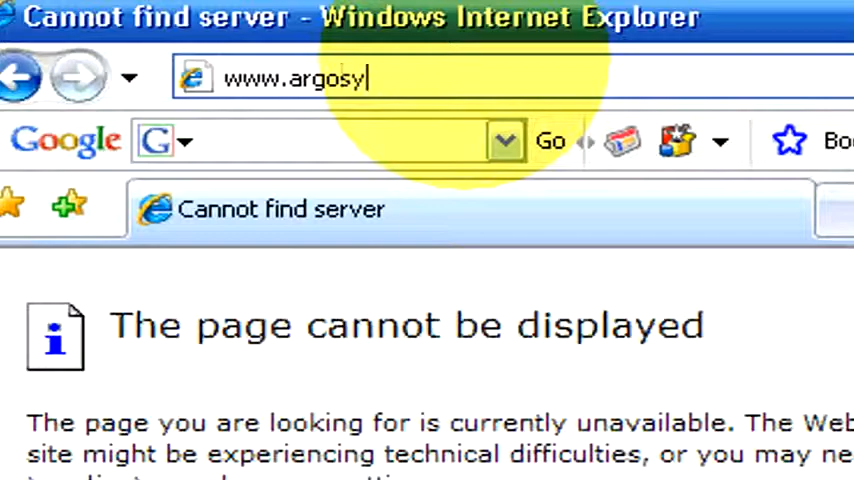 Cannot find server - Windows Internet Explorer
www.argosy
Google G Go Boo
Cannot find server
The page cannot be displayed
The page you are looking for is currently unavailable. The Web
site might be experiencing technical difficulties, or you may ne